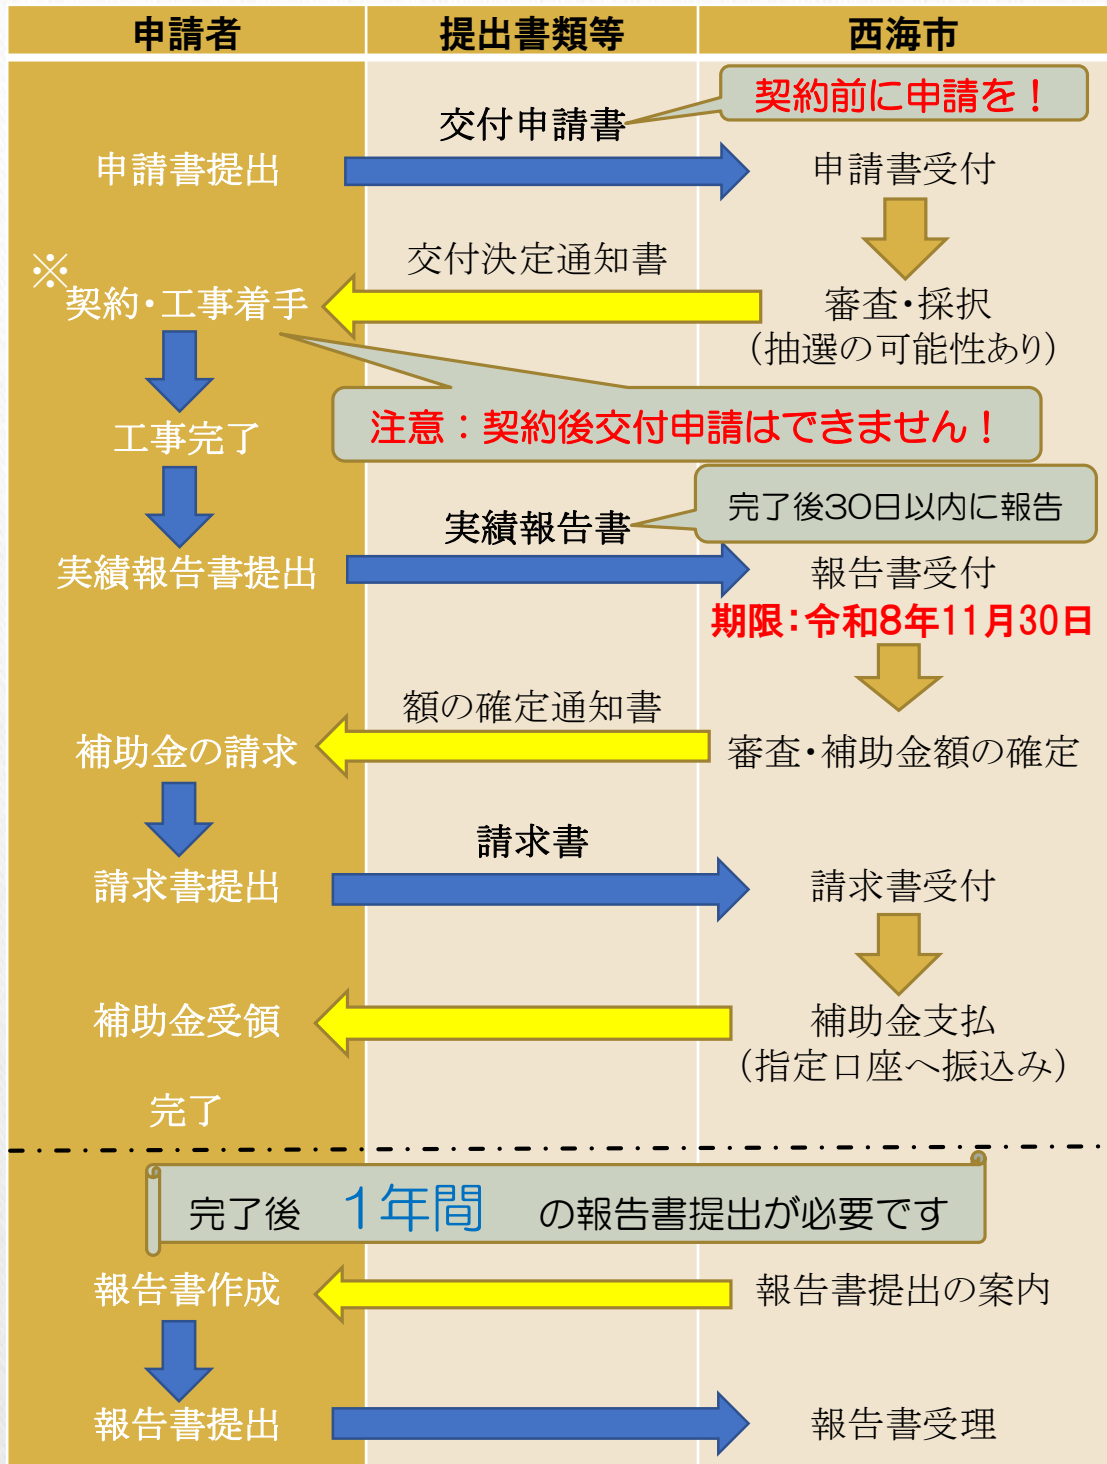 申請者 提出書類等 西海市
契約前に申請を！
交付申請書
申請書提出 申請書受付
交付決定通知書
※
契約・工事着手 審査・採択
（抽選の可能性あり）
注意：契約後交付申請はできません！
工事完了
完了後30日以内に報告
実績報告書
実績報告書提出 報告書受付
期限：令和8年11月30日
額の確定通知書
補助金の請求 審査・補助金額の確定
請求書
請求書提出 請求書受付
補助金受領 補助金支払
（指定口座へ振込み）
完了
完了後 1年間 の報告書提出が必要です
報告書作成 報告書提出の案内
報告書提出 報告書受理